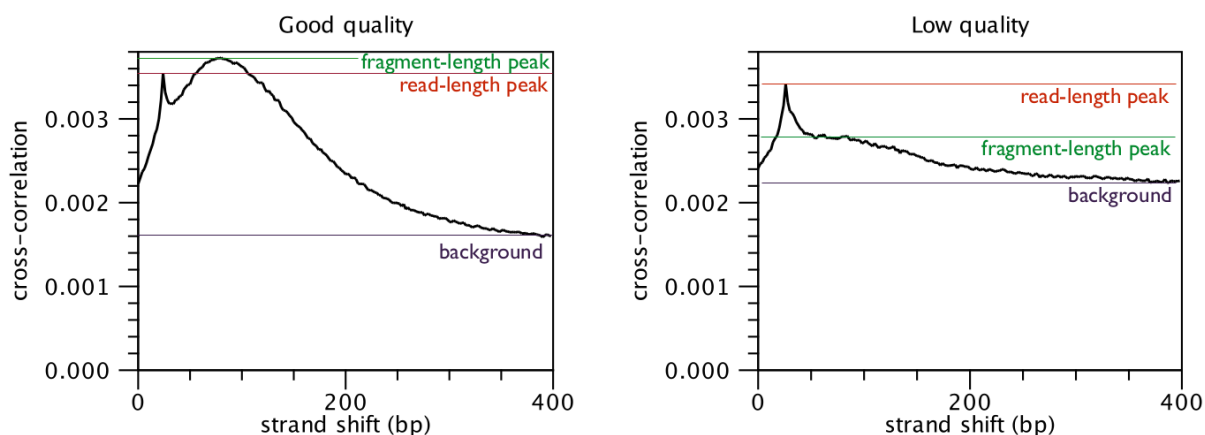 Good quality
fragment-length peak
read-length peak
background
0.003
0.002
0.001
0.000
cross-correlation
0
200
400
strand shift (bp)
Low quality
read-length peak
fragment-length peak
background
0.003
0.002
0.001
0.000
cross-correlation
0
200
400
strand shift (bp)